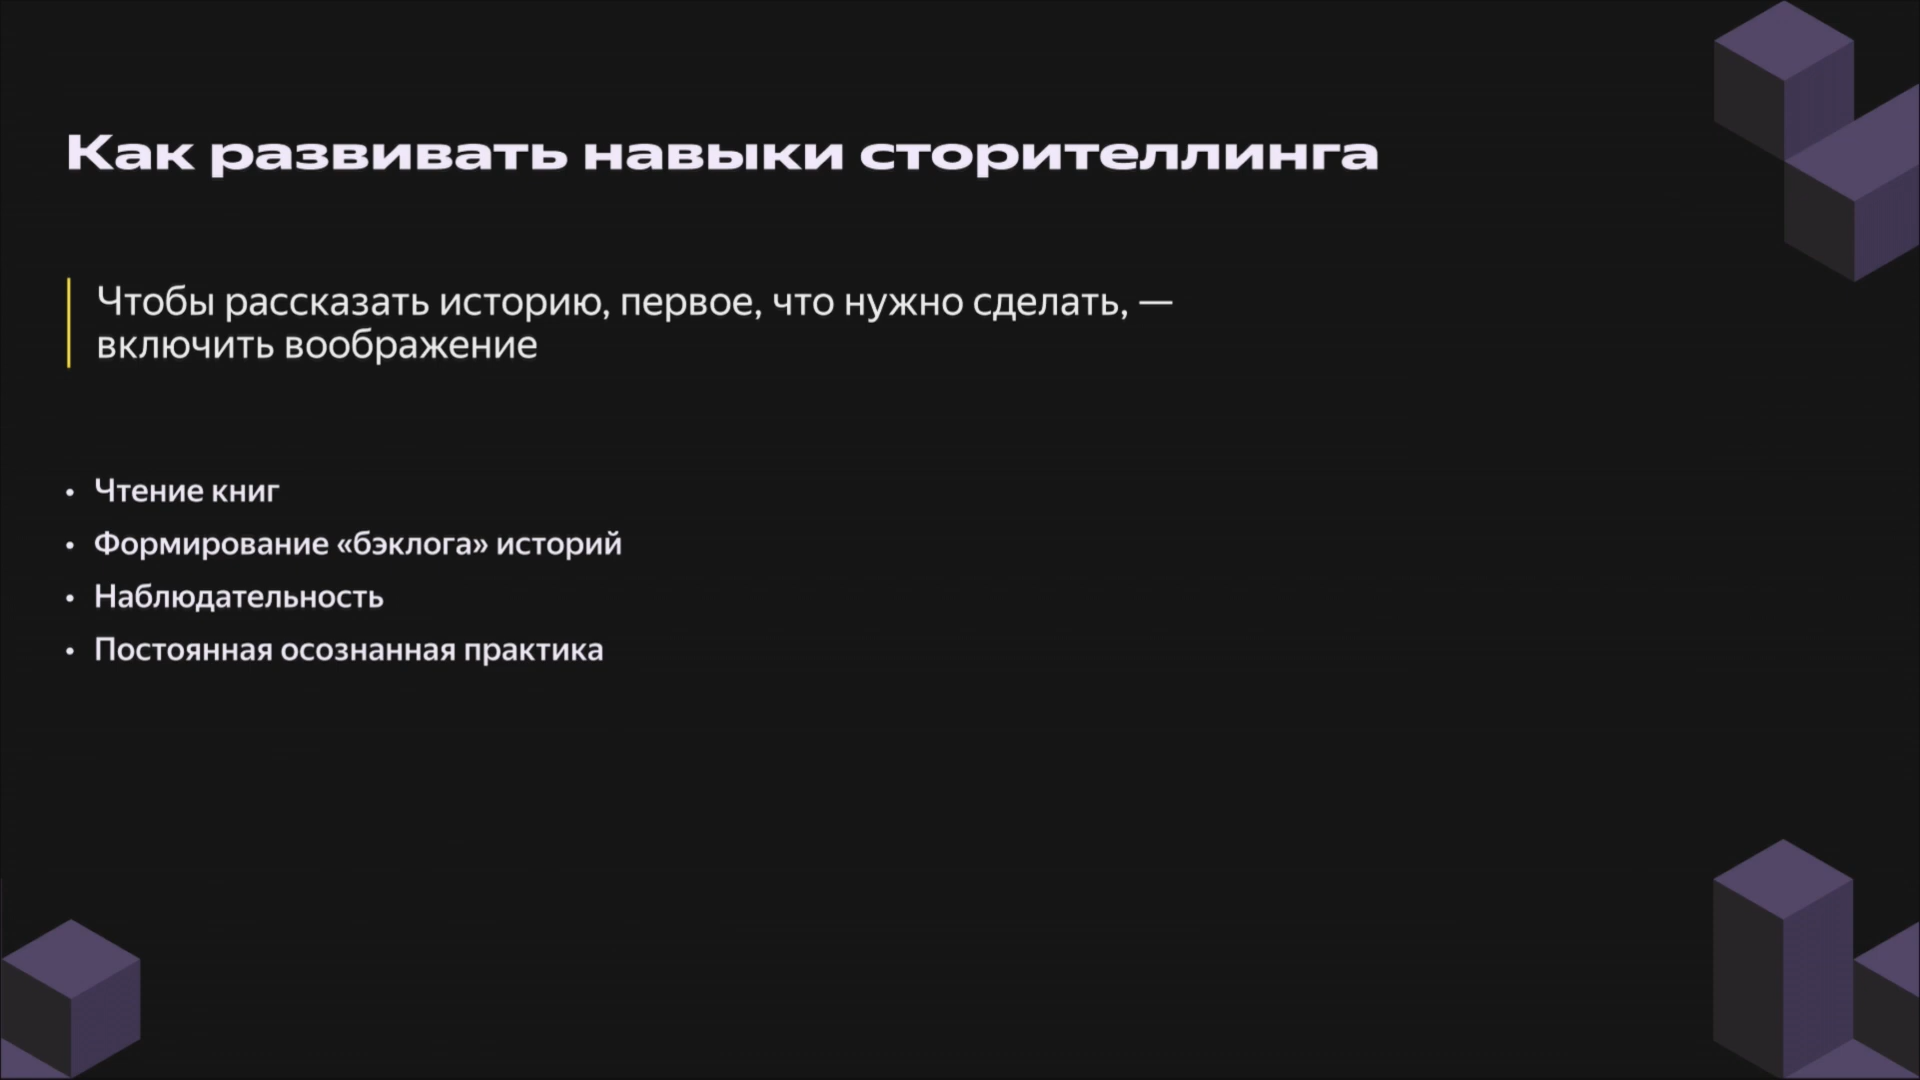 Как развивать навыки сторителлинга
Чтобы рассказать историю, первое, что нужно сделать, —
включить воображение
• Чтение книг
• Формирование «бэклога» историй
• Наблюдательность
• Постоянная осознанная практика